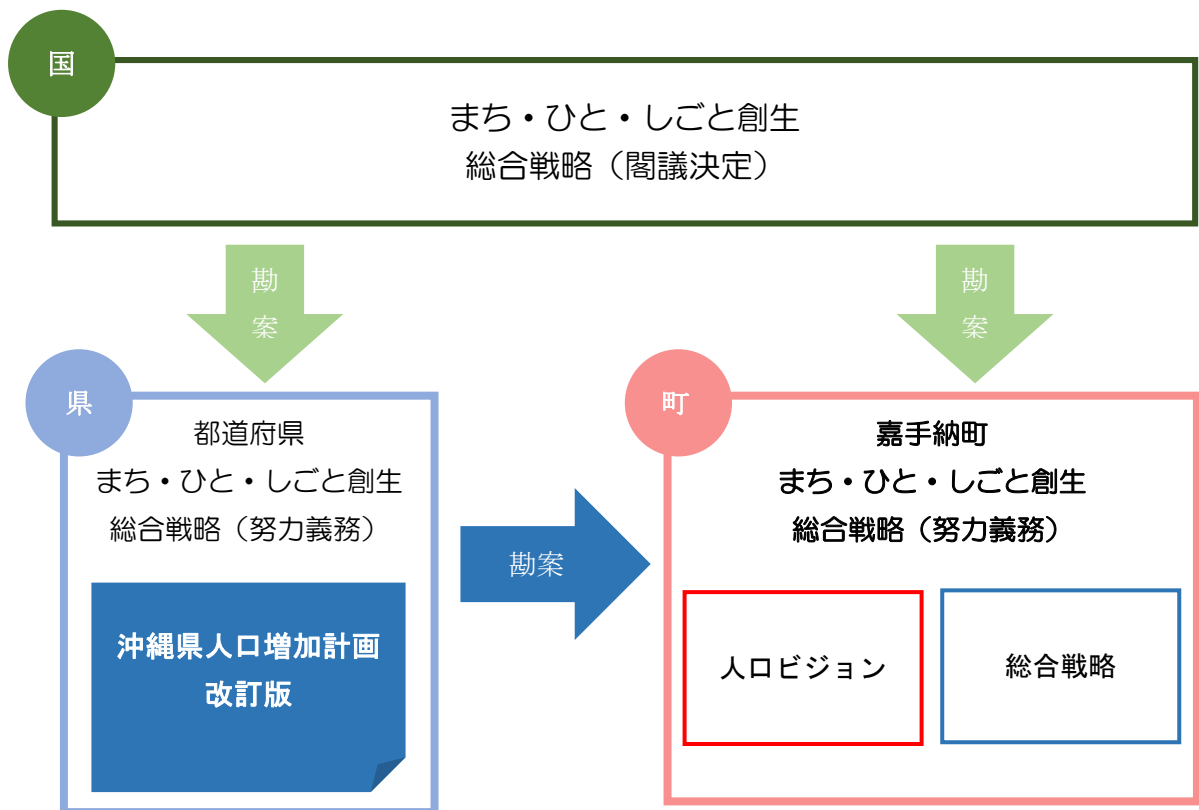 国
まち・ひと・しごと創生
総合戦略（閣議決定）
勘
案
勘
案
県
都道府県
まち・ひと・しごと創生
総合戦略（努力義務）
沖縄県人口増加計画
改訂版
勘案
町
嘉手納町
まち・ひと・しごと創生
総合戦略（努力義務）
人口ビジョン
総合戦略